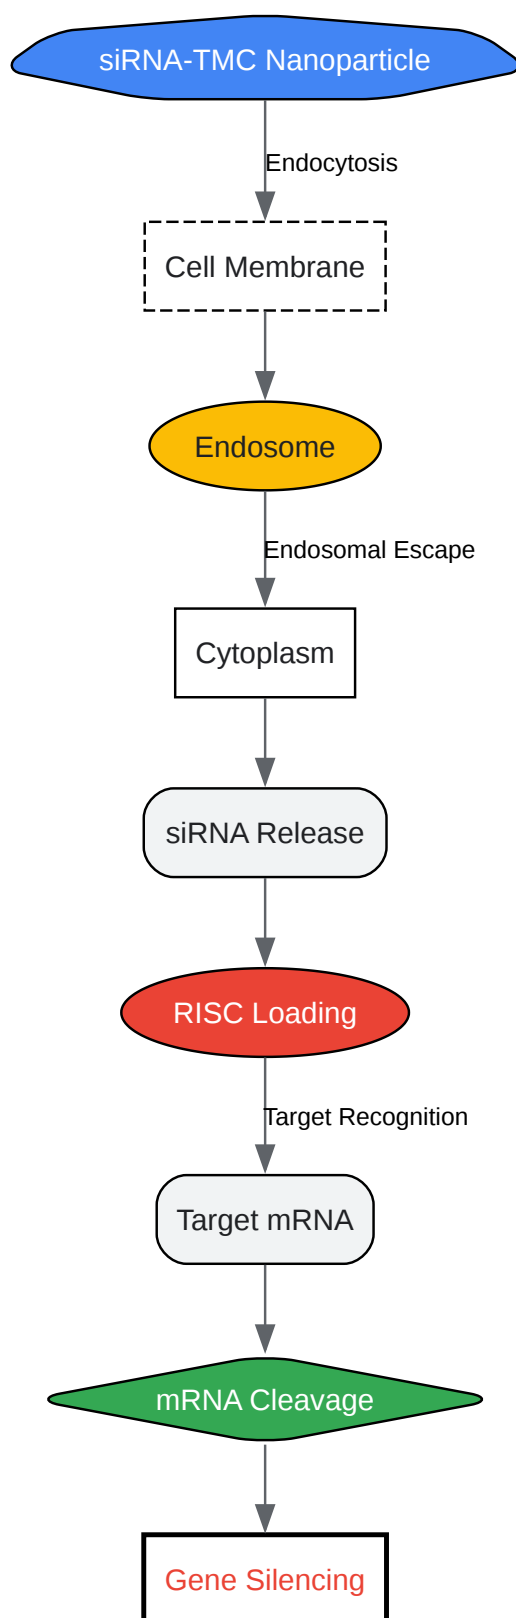 siRNA-TMC Nanoparticle
Endocytosis
Cell Membrane
Endosome
Endosomal Escape
Cytoplasm
siRNA Release
RISC Loading
Target Recognition
Target mRNA
mRNA Cleavage
Gene Silencing